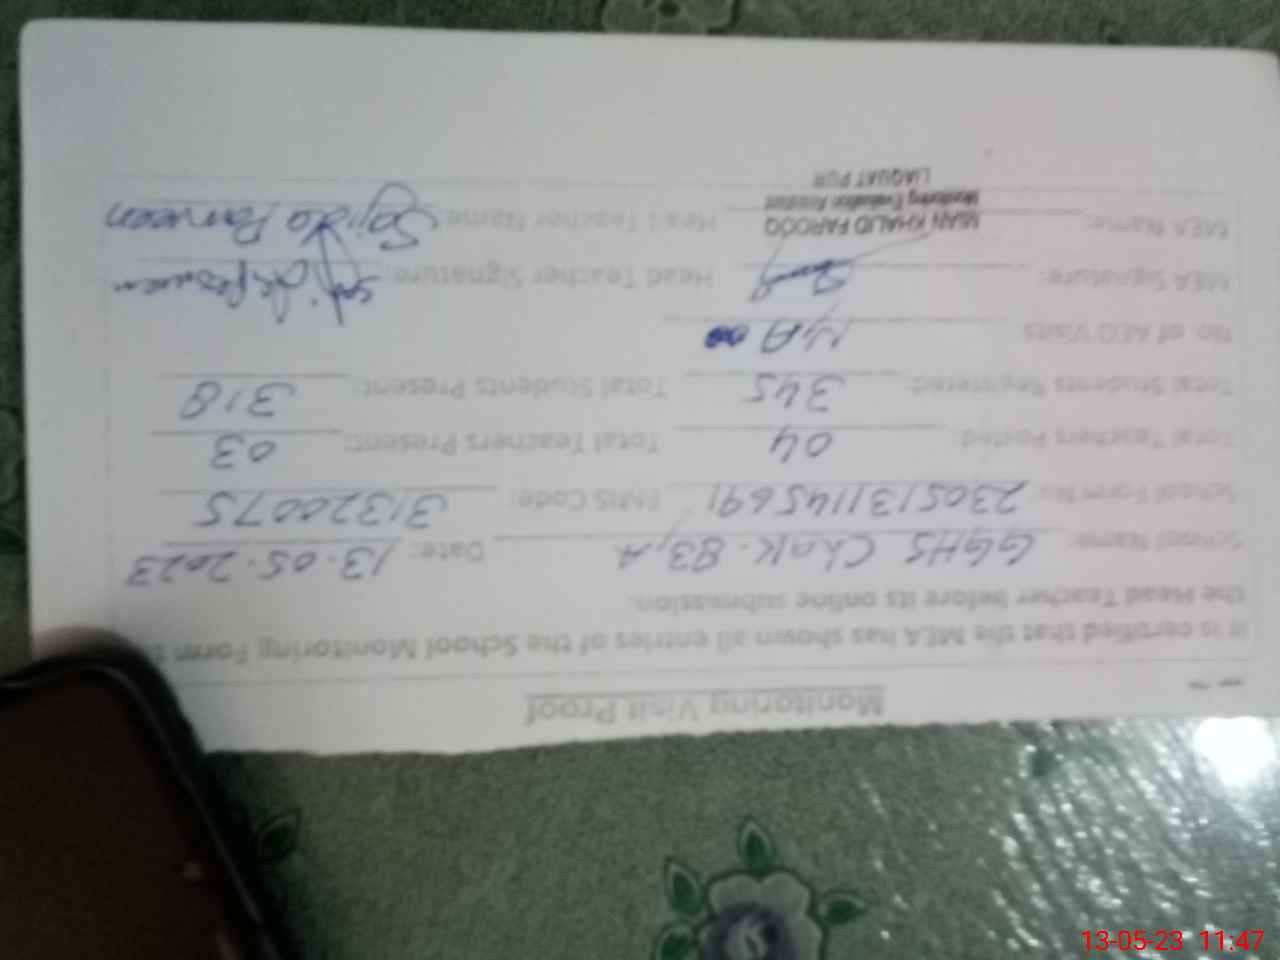 Monitoring Visit Proof
It is certified that the MEA has shown all entries of the School Monitoring Form
the Head Teacher before its online submission.
School Name: GGHS Chak. 83/A Date: 13.05.2023
School Form No: 2305131145691 EMIS Code: 31320075
Total Teachers Posted: 04 Total Teachers Present: 03
Total Students Registered: 345 Total Students Present: 318
No. of AEO Visits N.A
MEA Signature: Head Teacher Signature:
MEA Name: MIAN KHALID FAROOQ Head Teacher Name: Sajida Parveen
Monitoring Evaluation Assistant
LIAQUAT PUR
13-05-23 11:47